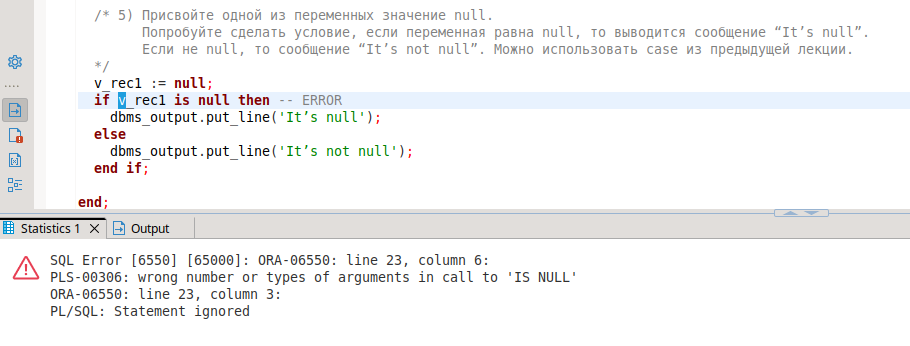 /* 5) Присвойте одной из переменных значение null.
Попробуйте сделать условие, если переменная равна null, то выводится сообщение “It’s null”.
Если не null, то сообщение “It’s not null”. Можно использовать case из предыдущей лекции.
*/
v_rec1 := null;
if v_rec1 is null then -- ERROR
dbms_output.put_line('It’s null');
else
dbms_output.put_line('It’s not null');
end if;
end;
Statistics 1 Output
SQL Error [6550] [65000]: ORA-06550: line 23, column 6:
PLS-00306: wrong number or types of arguments in call to 'IS NULL'
ORA-06550: line 23, column 3:
PL/SQL: Statement ignored